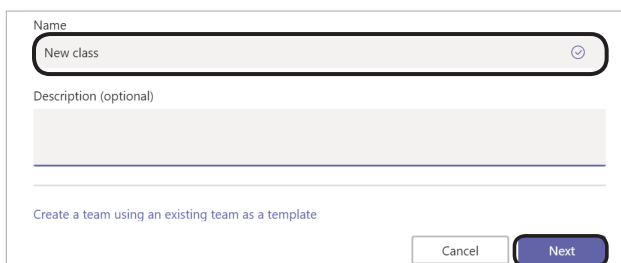 Name
New class
Description (optional)
Create a team using an existing team as a template
Cancel Next